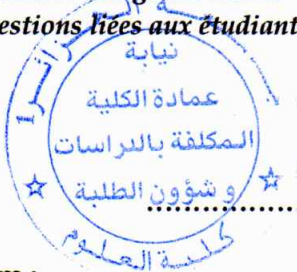 estions liées aux étudiant
نيابة
عمادة الكلية
المكلفة بالدراسات
و شؤون الطلبة
كلية العلوم